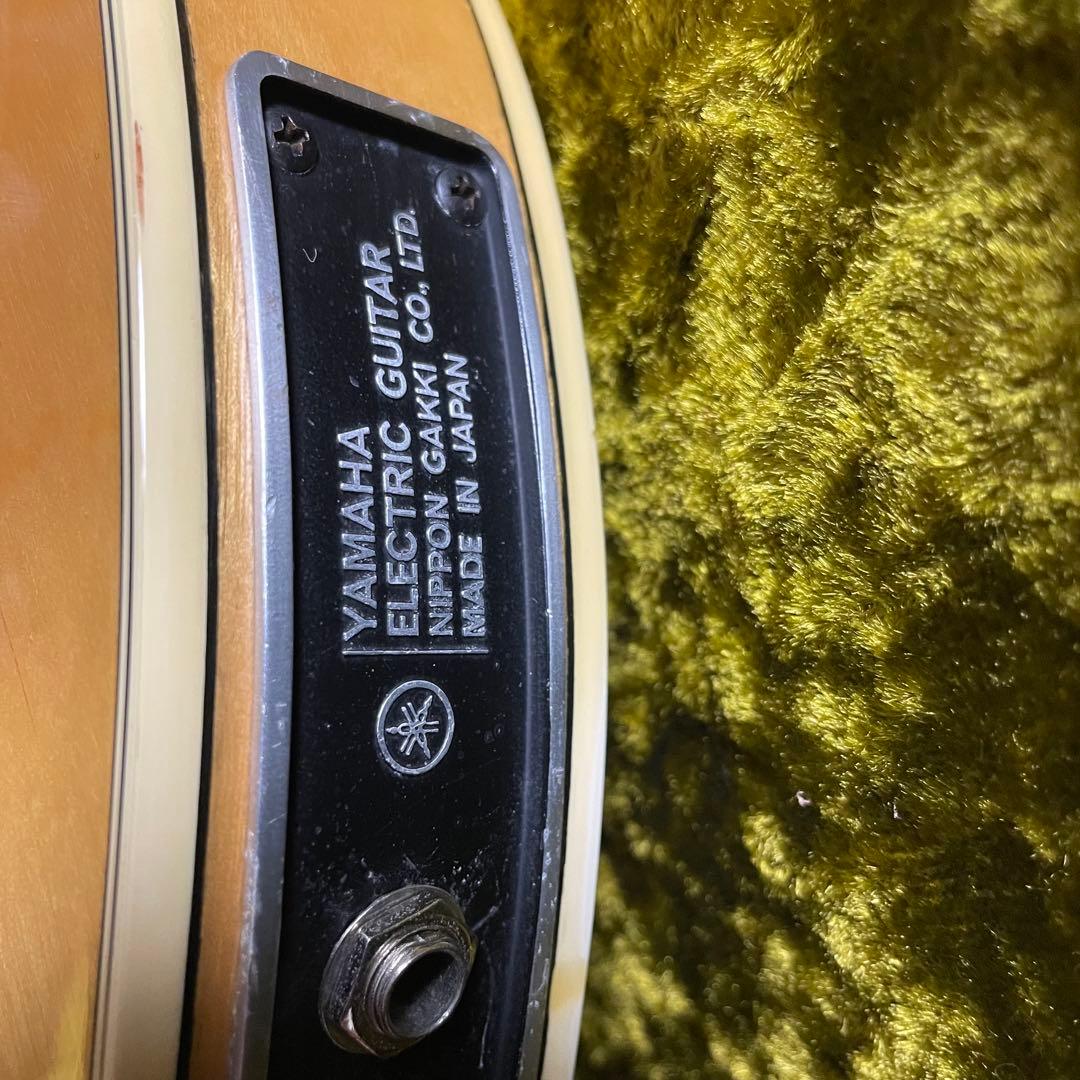 YAMAHA
ELECTRIC GUITAR
NIPPON GAKKI CO., LTD.
MADE IN JAPAN